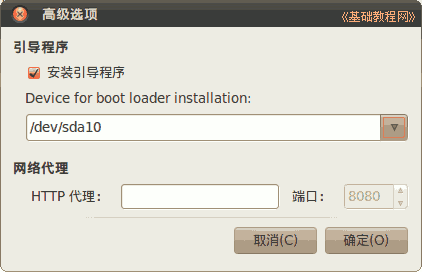 高级选项
《基础教程网》
引导程序
安装引导程序
Device for boot loader installation:
/dev/sda10
网络代理
HTTP 代理： 端口： 8080
取消(C) 确定(O)